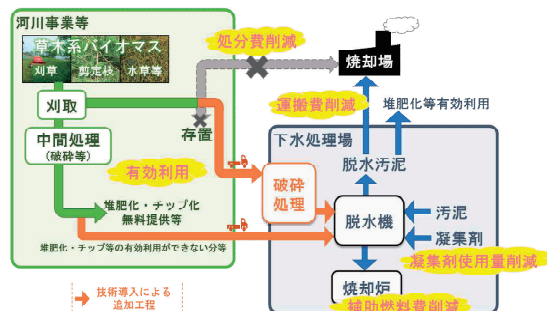 河川事業等
草木系バイオマス
刈草
剪定枝
水草等
刈取
中間処理
(破砕等)
堆肥化・チップ化
無料提供等
堆肥化・チップ等の有効利用ができない分等
有効利用
存置
処分費削減
焼却場
運搬費削減
堆肥化等有効利用
下水処理場
脱水汚泥
破砕
処理
脱水機
汚泥
凝集剤
凝集剤使用量削減
焼却炉
補助燃料費削減
技術導入による
追加工程